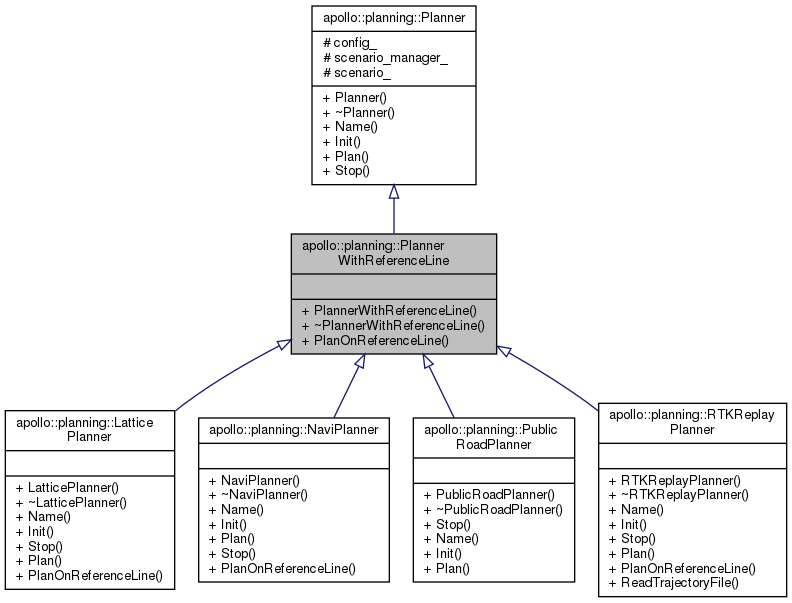 apollo::planning::Planner
# config_
# scenario_manager_
# scenario_
+ Planner()
+ ~Planner()
+ Name()
+ Init()
+ Plan()
+ Stop()
apollo::planning::Planner
WithReferenceLine
+ PlannerWithReferenceLine()
+ ~PlannerWithReferenceLine()
+ PlanOnReferenceLine()
apollo::planning::Lattice
Planner
+ LatticePlanner()
+ ~LatticePlanner()
+ Name()
+ Init()
+ Stop()
+ Plan()
+ PlanOnReferenceLine()
apollo::planning::NaviPlanner
+ NaviPlanner()
+ ~NaviPlanner()
+ Name()
+ Init()
+ Plan()
+ Stop()
+ PlanOnReferenceLine()
apollo::planning::Public
RoadPlanner
+ PublicRoadPlanner()
+ ~PublicRoadPlanner()
+ Stop()
+ Name()
+ Init()
+ Plan()
apollo::planning::RTKReplay
Planner
+ RTKReplayPlanner()
+ ~RTKReplayPlanner()
+ Name()
+ Init()
+ Stop()
+ Plan()
+ PlanOnReferenceLine()
+ ReadTrajectoryFile()